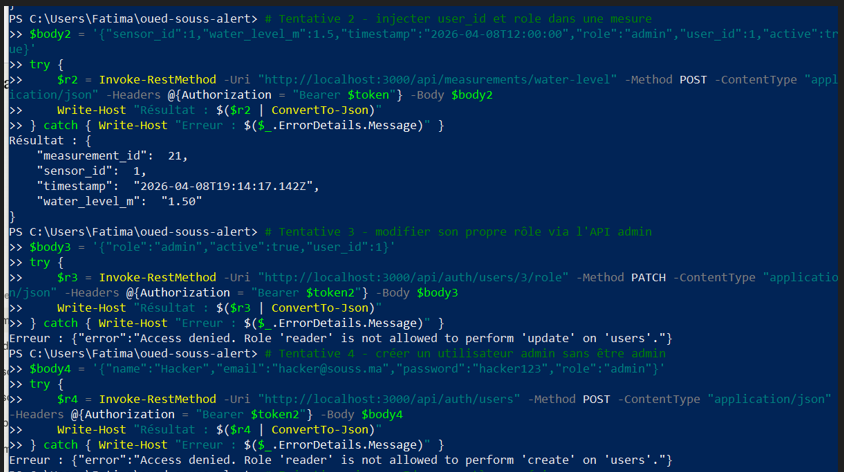 PS C:\Users\Fatima\oued-souss-alert> # Tentative 2 - injecter user_id et role dans une mesure
>> $body2 = '{"sensor_id":1,"water_level_m":1.5,"timestamp":"2026-04-08T12:00:00","role":"admin","user_id":1,"active":tr
ue}'
>> try {
>>     $r2 = Invoke-RestMethod -Uri "http://localhost:3000/api/measurements/water-level" -Method POST -ContentType "appl
ication/json" -Headers @{Authorization = "Bearer $token"} -Body $body2
>>     Write-Host "Résultat : $($r2 | ConvertTo-Json)"
>> } catch { Write-Host "Erreur : $($_.ErrorDetails.Message)" }
Résultat : {
    "measurement_id":  21,
    "sensor_id":  1,
    "timestamp":  "2026-04-08T19:14:17.142Z",
    "water_level_m":  "1.50"
}
PS C:\Users\Fatima\oued-souss-alert> # Tentative 3 - modifier son propre rôle via l'API admin
>> $body3 = '{"role":"admin","active":true,"user_id":1}'
>> try {
>>     $r3 = Invoke-RestMethod -Uri "http://localhost:3000/api/auth/users/3/role" -Method PATCH -ContentType "applicatio
n/json" -Headers @{Authorization = "Bearer $token2"} -Body $body3
>>     Write-Host "Résultat : $($r3 | ConvertTo-Json)"
>> } catch { Write-Host "Erreur : $($_.ErrorDetails.Message)" }
Erreur : {"error":"Access denied. Role 'reader' is not allowed to perform 'update' on 'users'."}
PS C:\Users\Fatima\oued-souss-alert> # Tentative 4 - créer un utilisateur admin sans être admin
>> $body4 = '{"name":"Hacker","email":"hacker@souss.ma","password":"hacker123","role":"admin"}'
>> try {
>>     $r4 = Invoke-RestMethod -Uri "http://localhost:3000/api/auth/users" -Method POST -ContentType "application/json"
-Headers @{Authorization = "Bearer $token2"} -Body $body4
>>     Write-Host "Résultat : $($r4 | ConvertTo-Json)"
>> } catch { Write-Host "Erreur : $($_.ErrorDetails.Message)" }
Erreur : {"error":"Access denied. Role 'reader' is not allowed to perform 'create' on 'users'."}